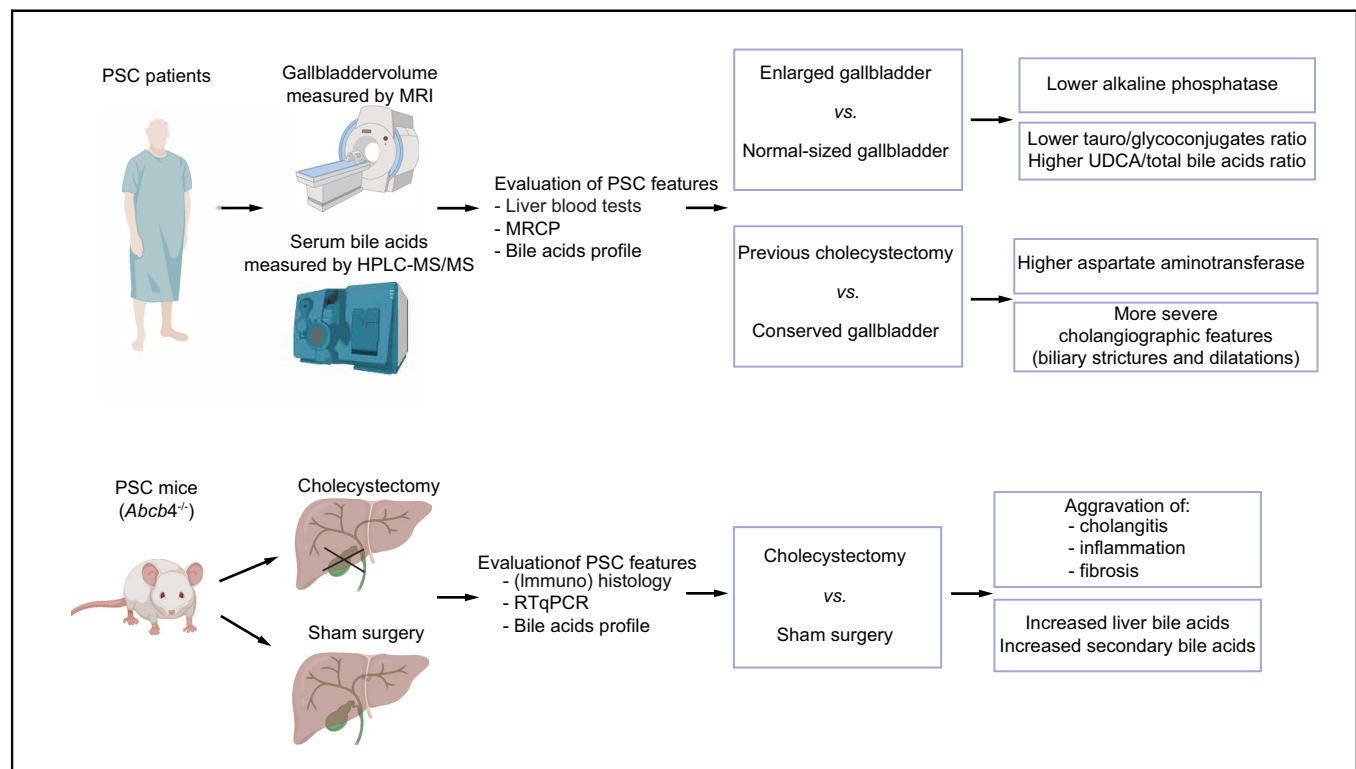 PSC patients
Gallbladdervolume
measured by MRI
Serum bile acids
measured by HPLC-MS/MS
Evaluation of PSC features
- Liver blood tests
- MRCP
- Bile acids profile
Enlarged gallbladder
vs.
Normal-sized gallbladder
Lower alkaline phosphatase
Lower tauro/glycoconjugates ratio
Higher UDCA/total bile acids ratio
Previous cholecystectomy
vs.
Conserved gallbladder
Higher aspartate aminotransferase
More severe
cholangiographic features
(biliary strictures and dilatations)
PSC mice
(Abcb4-/-)
Cholecystectomy
Sham surgery
Evaluationof PSC features
- (Immuno) histology
- RTqPCR
- Bile acids profile
Cholecystectomy
vs.
Sham surgery
Aggravation of:
- cholangitis
- inflammation
- fibrosis
Increased liver bile acids
Increased secondary bile acids